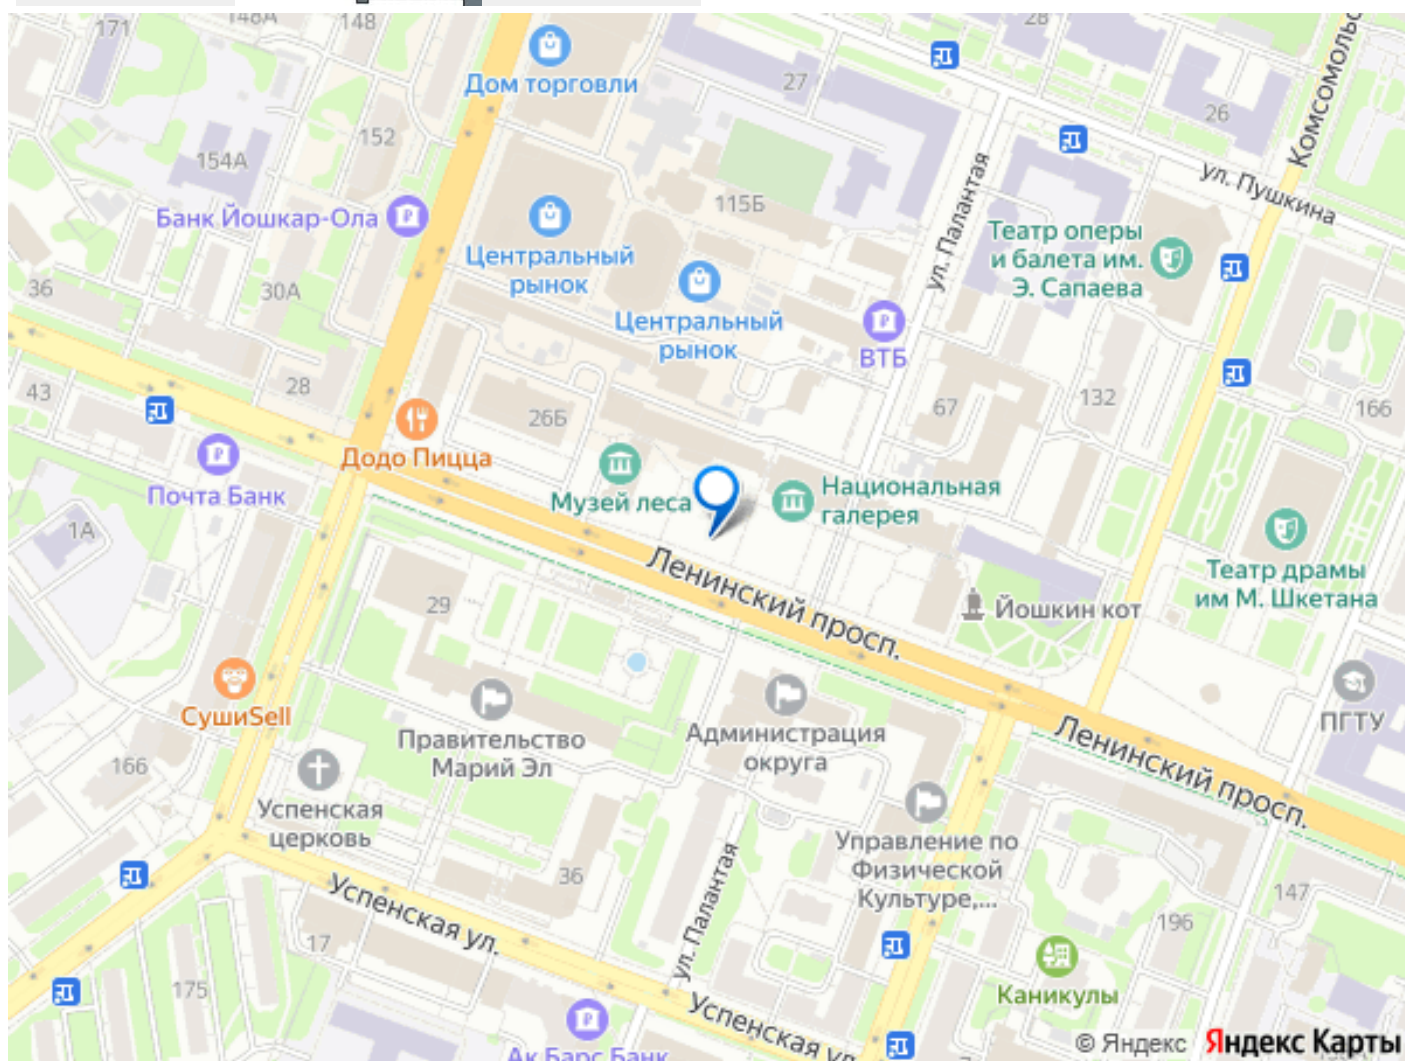 171
148А
148
28
Комсомольс
Дом торговли
27
26
152
154А
ул. Пушкина
ул. Палантая
Банк Йошкар-Ола
115Б
Театр оперы
и балета им.
Э. Сапаева
Центральный
рынок
36
30А
Центральный
рынок
ВТБ
28
43
26Б
67
132
166
Додо Пицца
Почта Банк
Музей леса
Национальная
галерея
1А
Ленинский просп.
Театр драмы
им М. Шкетана
29
Йошкин кот
СушиSell
Правительство
Марий Эл
Администрация
округа
ПГТУ
Ленинский просп.
166
Успенская
церковь
Управление по
Физической
Культуре,...
36
ул. Палантая
147
Успенская ул.
196
17
175
Каникулы
Успенская ул
Ак Барс Банк
© Яндекс Яндекс Карты